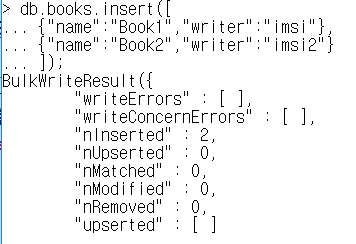 > db.books.insert([
... {"name":"Book1","writer":"imsi"},
... {"name":"Book2","writer":"imsi2"}
... ]);
BulkWriteResult({
        "writeErrors" : [ ],
        "writeConcernErrors" : [ ],
        "nInserted" : 2,
        "nUpserted" : 0,
        "nMatched" : 0,
        "nModified" : 0,
        "nRemoved" : 0,
        "upserted" : [ ]